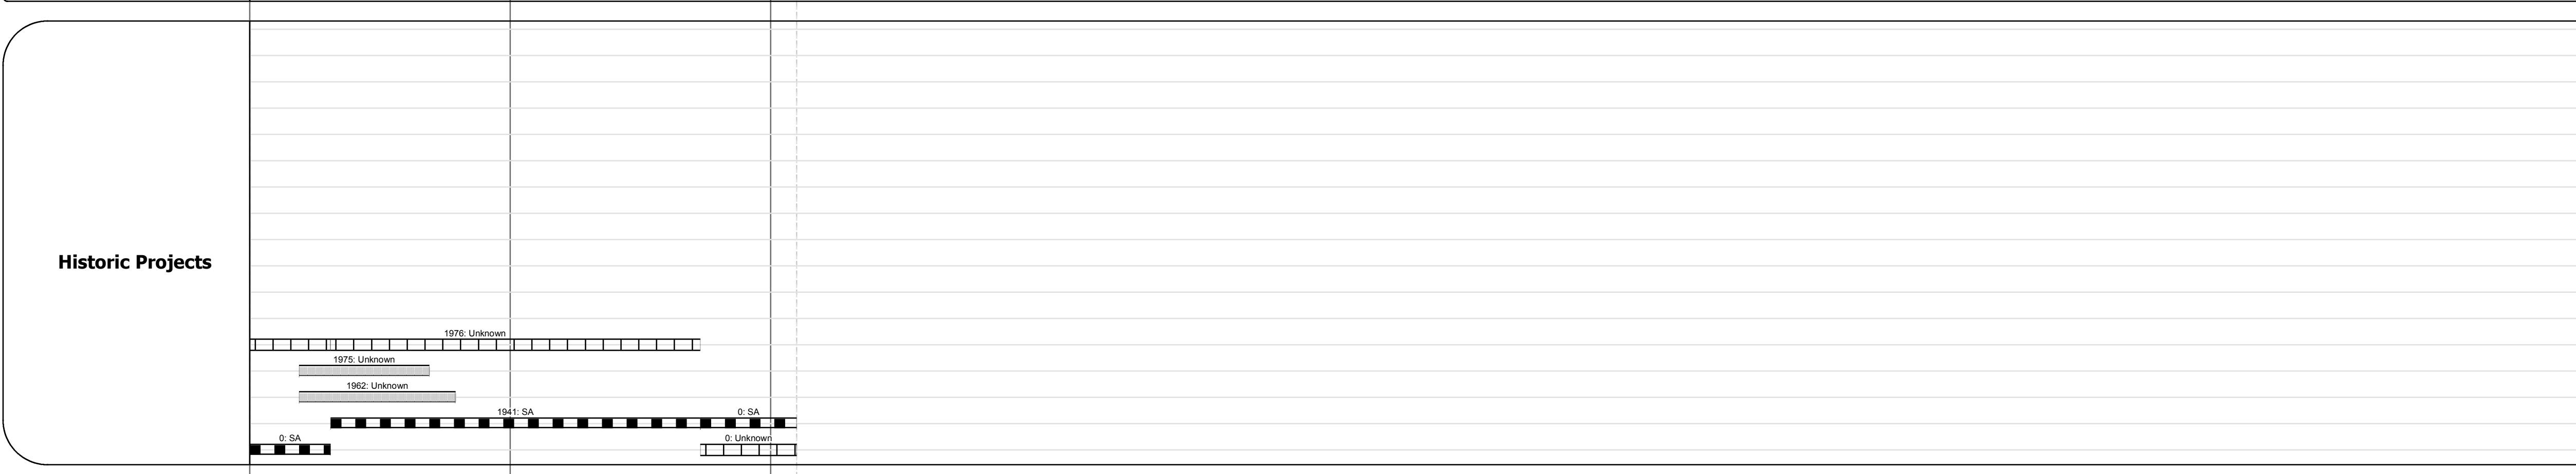 Historic Projects
1976: Unknown
1975: Unknown
1962: Unknown
1941: SA
0: SA
0: SA
0: Unknown